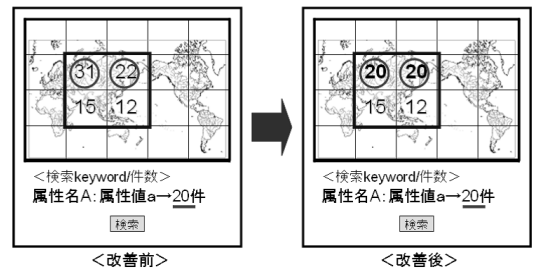 31 22
15 12
<検索keyword/件数>
属性名A:属性値a→20件
検索
<改善前>
20 20
15 12
<検索keyword/件数>
属性名A:属性値a→20件
検索
<改善後>